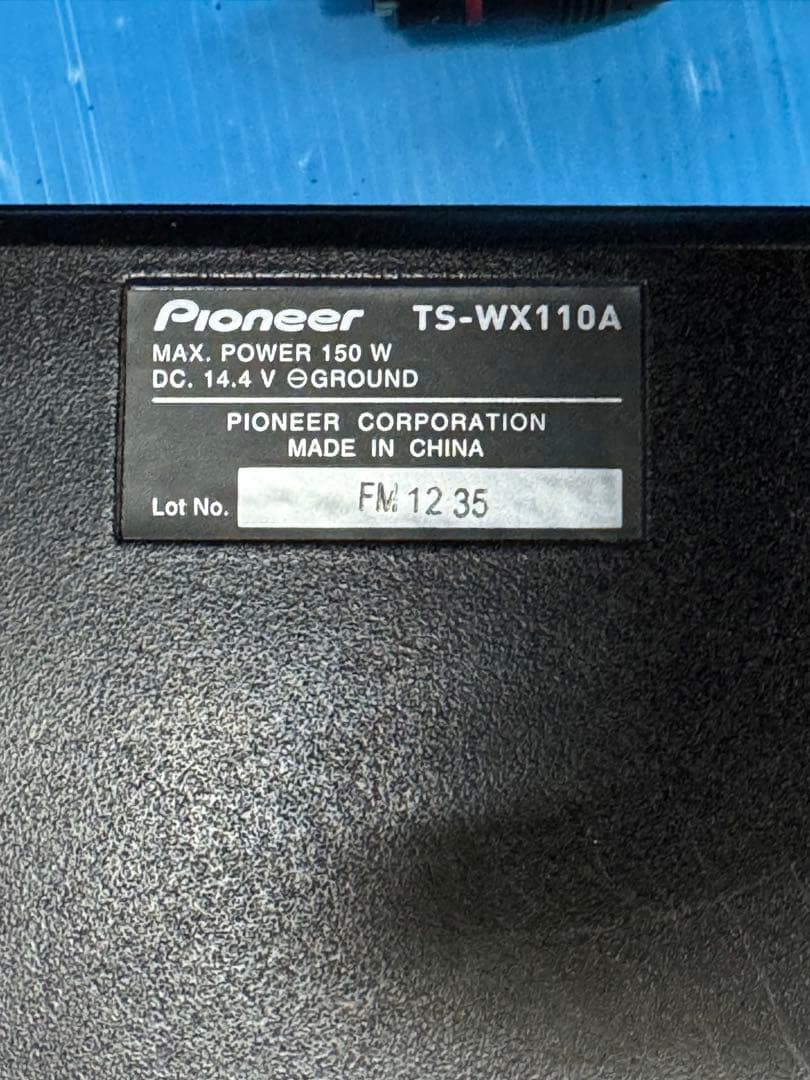 Pioneer TS-WX110A
MAX. POWER 150 W
DC. 14.4 V ⊖GROUND
PIONEER CORPORATION
MADE IN CHINA
Lot No. FM 12 35